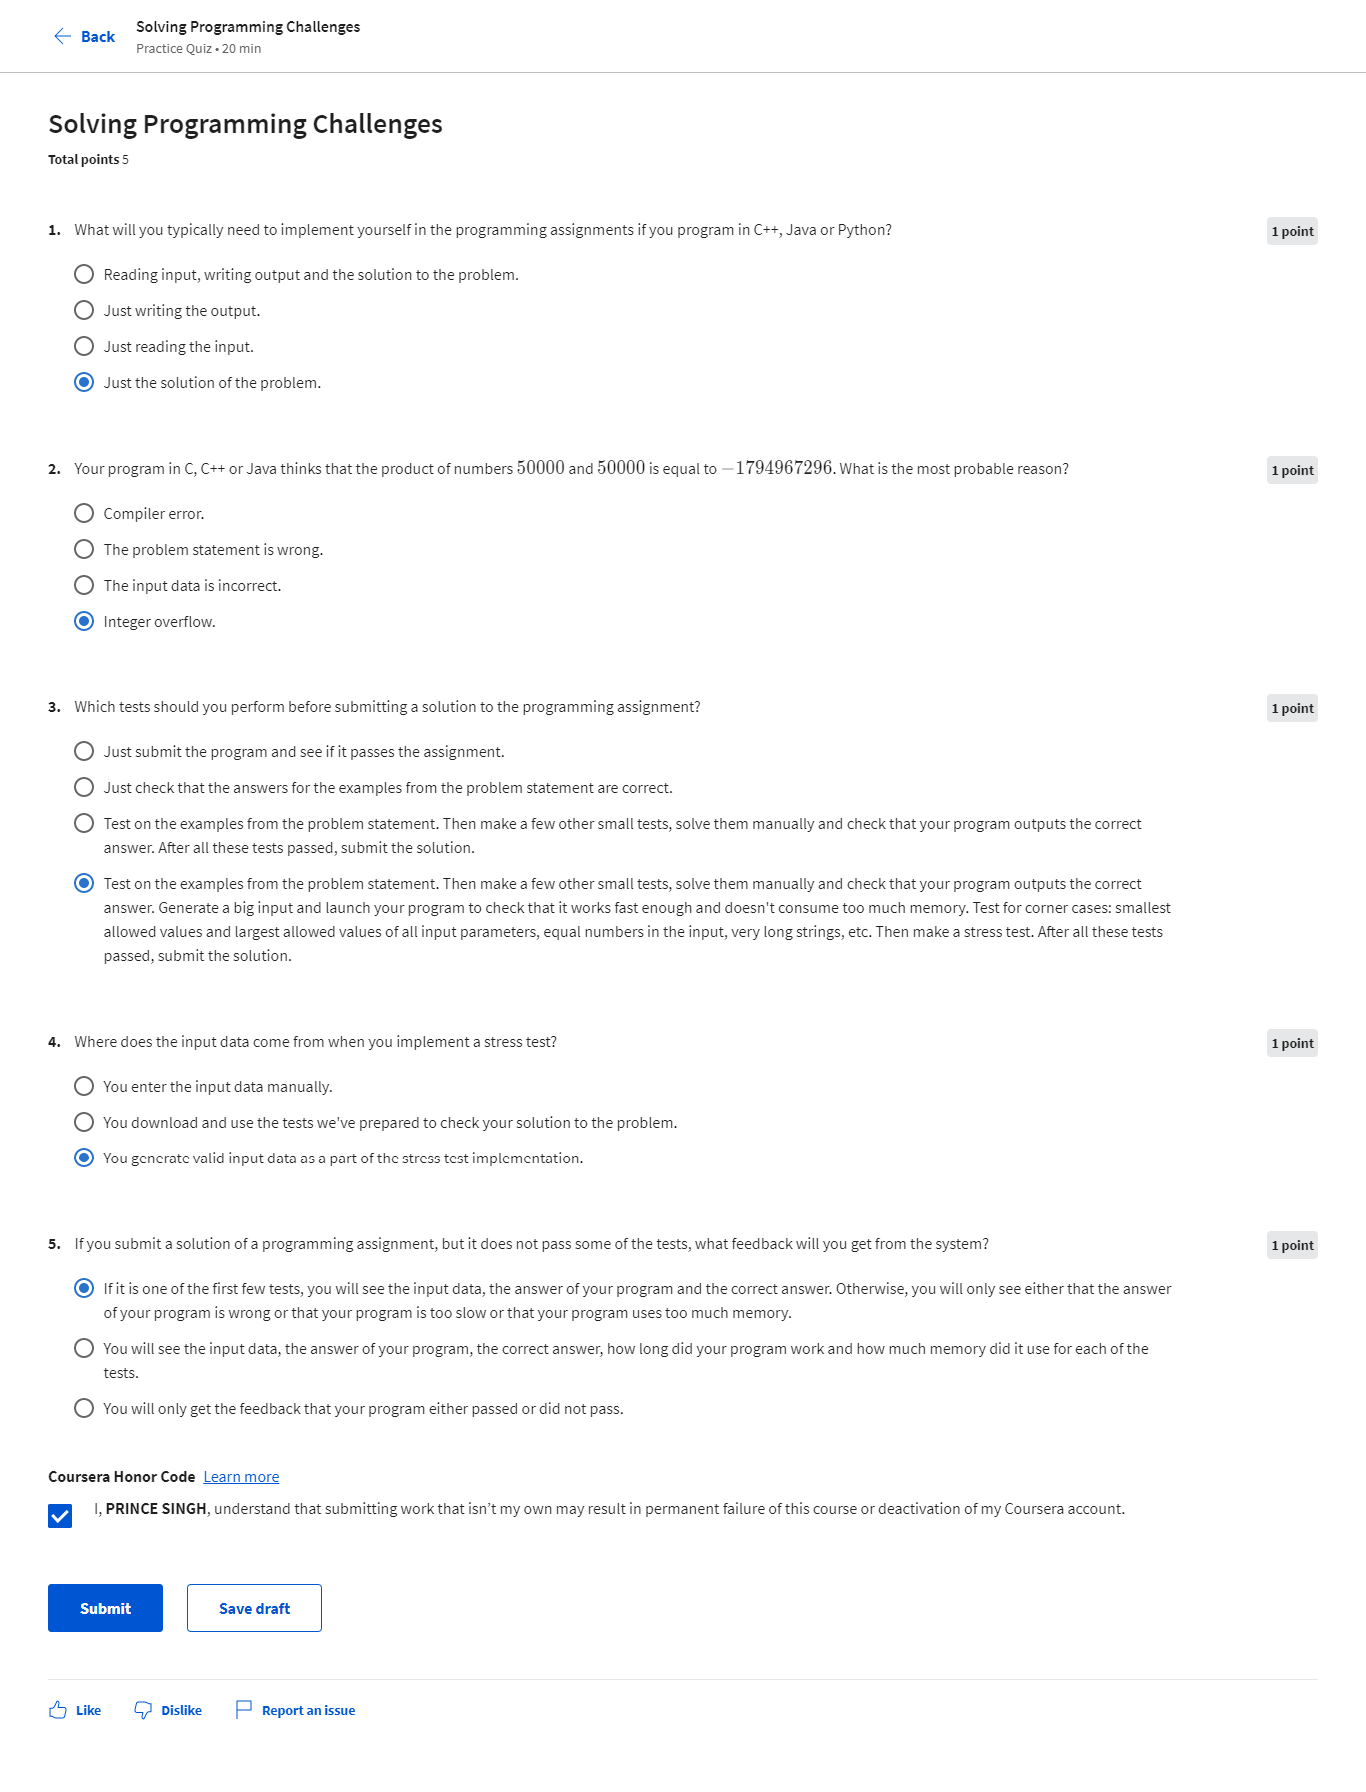 Back
Solving Programming Challenges
Practice Quiz • 20 min
Solving Programming Challenges
Total points 5
1. What will you typically need to implement yourself in the programming assignments if you program in C++, Java or Python?
1 point
Reading input, writing output and the solution to the problem.
Just writing the output.
Just reading the input.
Just the solution of the problem.
2. Your program in C, C++ or Java thinks that the product of numbers 50000 and 50000 is equal to −1794967296. What is the most probable reason?
1 point
Compiler error.
The problem statement is wrong.
The input data is incorrect.
Integer overflow.
3. Which tests should you perform before submitting a solution to the programming assignment?
1 point
Just submit the program and see if it passes the assignment.
Just check that the answers for the examples from the problem statement are correct.
Test on the examples from the problem statement. Then make a few other small tests, solve them manually and check that your program outputs the correct
answer. After all these tests passed, submit the solution.
Test on the examples from the problem statement. Then make a few other small tests, solve them manually and check that your program outputs the correct
answer. Generate a big input and launch your program to check that it works fast enough and doesn't consume too much memory. Test for corner cases: smallest
allowed values and largest allowed values of all input parameters, equal numbers in the input, very long strings, etc. Then make a stress test. After all these tests
passed, submit the solution.
4. Where does the input data come from when you implement a stress test?
1 point
You enter the input data manually.
You download and use the tests we've prepared to check your solution to the problem.
You generate valid input data as a part of the stress test implementation.
5. If you submit a solution of a programming assignment, but it does not pass some of the tests, what feedback will you get from the system?
1 point
If it is one of the first few tests, you will see the input data, the answer of your program and the correct answer. Otherwise, you will only see either that the answer
of your program is wrong or that your program is too slow or that your program uses too much memory.
You will see the input data, the answer of your program, the correct answer, how long did your program work and how much memory did it use for each of the
tests.
You will only get the feedback that your program either passed or did not pass.
Coursera Honor Code Learn more
I, PRINCE SINGH, understand that submitting work that isn’t my own may result in permanent failure of this course or deactivation of my Coursera account.
Submit
Save draft
Like
Dislike
Report an issue